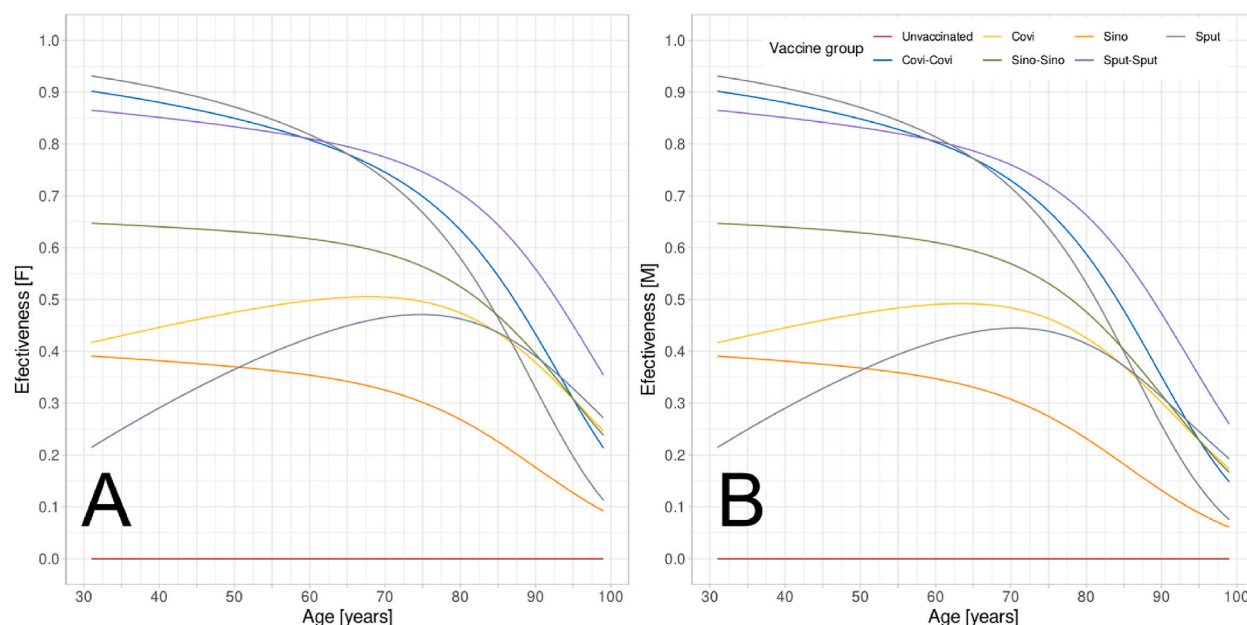 Vaccine group
Unvaccinated Covi Sino Sput
Covi-Covi Sino-Sino Sput-Sput
1.0
0.9
0.8
0.7
0.6
0.5
0.4
0.3
0.2
0.1
0.0
Efectiveness [F]
A
30 40 50 60 70 80 90 100
Age [years]
1.0
0.9
0.8
0.7
0.6
0.5
0.4
0.3
0.2
0.1
0.0
Efectiveness [M]
B
30 40 50 60 70 80 90 100
Age [years]